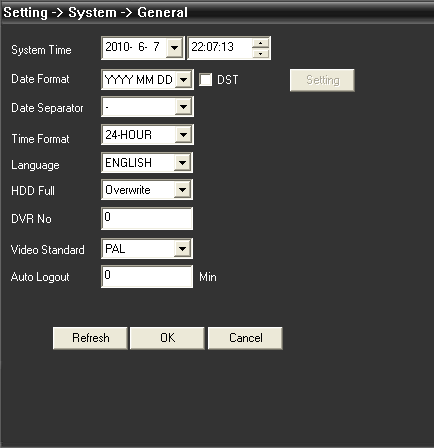 Setting -> System -> General
System Time 2010- 6- 7 22:07:13
Date Format YYYY MM DD DST Setting
Date Separator -
Time Format 24-HOUR
Language ENGLISH
HDD Full Overwrite
DVR No 0
Video Standard PAL
Auto Logout 0 Min
Refresh OK Cancel